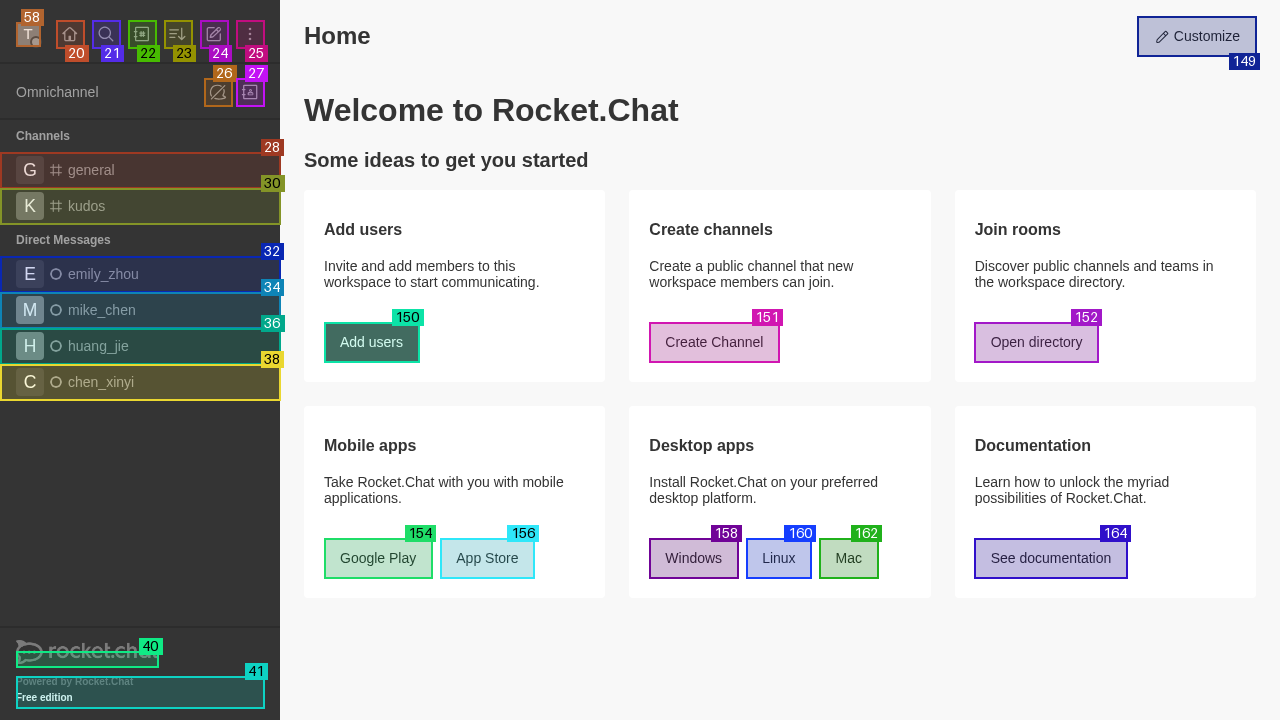 58
T
20
21
22
23
24
25
Omnichannel
26
27
Channels
28
G general
30
K kudos
Direct Messages
32
E emily_zhou
34
M mike_chen
36
H huang_jie
38
C chen_xinyi
40
rocket.chat
41
Powered by Rocket.Chat
Free edition
Home
Customize
149
Welcome to Rocket.Chat
Some ideas to get you started
Add users
Invite and add members to this
workspace to start communicating.
150
Add users
Create channels
Create a public channel that new
workspace members can join.
151
Create Channel
Join rooms
Discover public channels and teams in
the workspace directory.
152
Open directory
Mobile apps
Take Rocket.Chat with you with mobile
applications.
154
156
Google Play
App Store
Desktop apps
Install Rocket.Chat on your preferred
desktop platform.
158
160
162
Windows
Linux
Mac
Documentation
Learn how to unlock the myriad
possibilities of Rocket.Chat.
164
See documentation